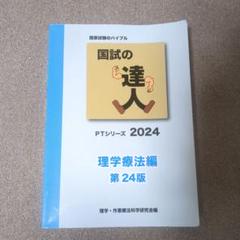 国家試験のバイブル
国試の
達人
PTシリーズ 2024
理学療法編
第24版
理学・作業療法科学研究会編